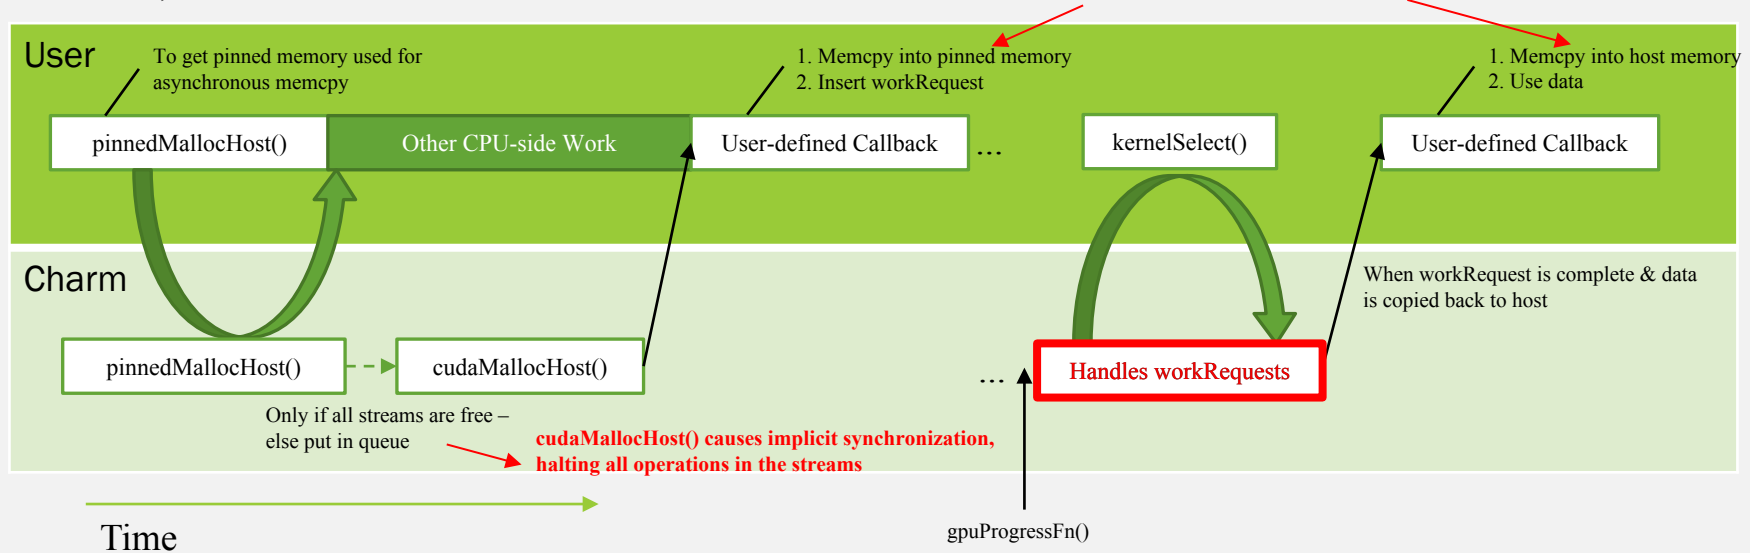 User
To get pinned memory used for
asynchronous memcpy
1. Memcpy into pinned memory
2. Insert workRequest
1. Memcpy into host memory
2. Use data
pinnedMallocHost()
Other CPU-side Work
User-defined Callback
...
kernelSelect()
User-defined Callback
Charm
When workRequest is complete & data
is copied back to host
pinnedMallocHost()
cudaMallocHost()
...
Handles workRequests
Only if all streams are free –
else put in queue
cudaMallocHost() causes implicit synchronization,
halting all operations in the streams
Time
gpuProgressFn()